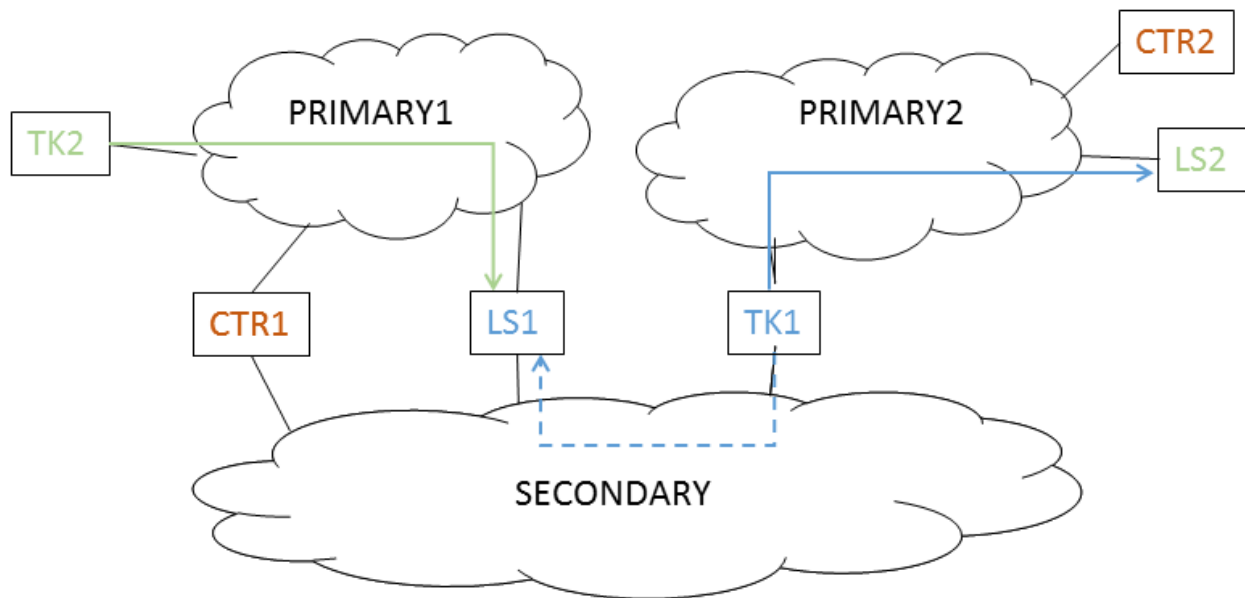 CTR2
PRIMARY1
PRIMARY2
TK2
LS2
CTR1
LS1
TK1
SECONDARY